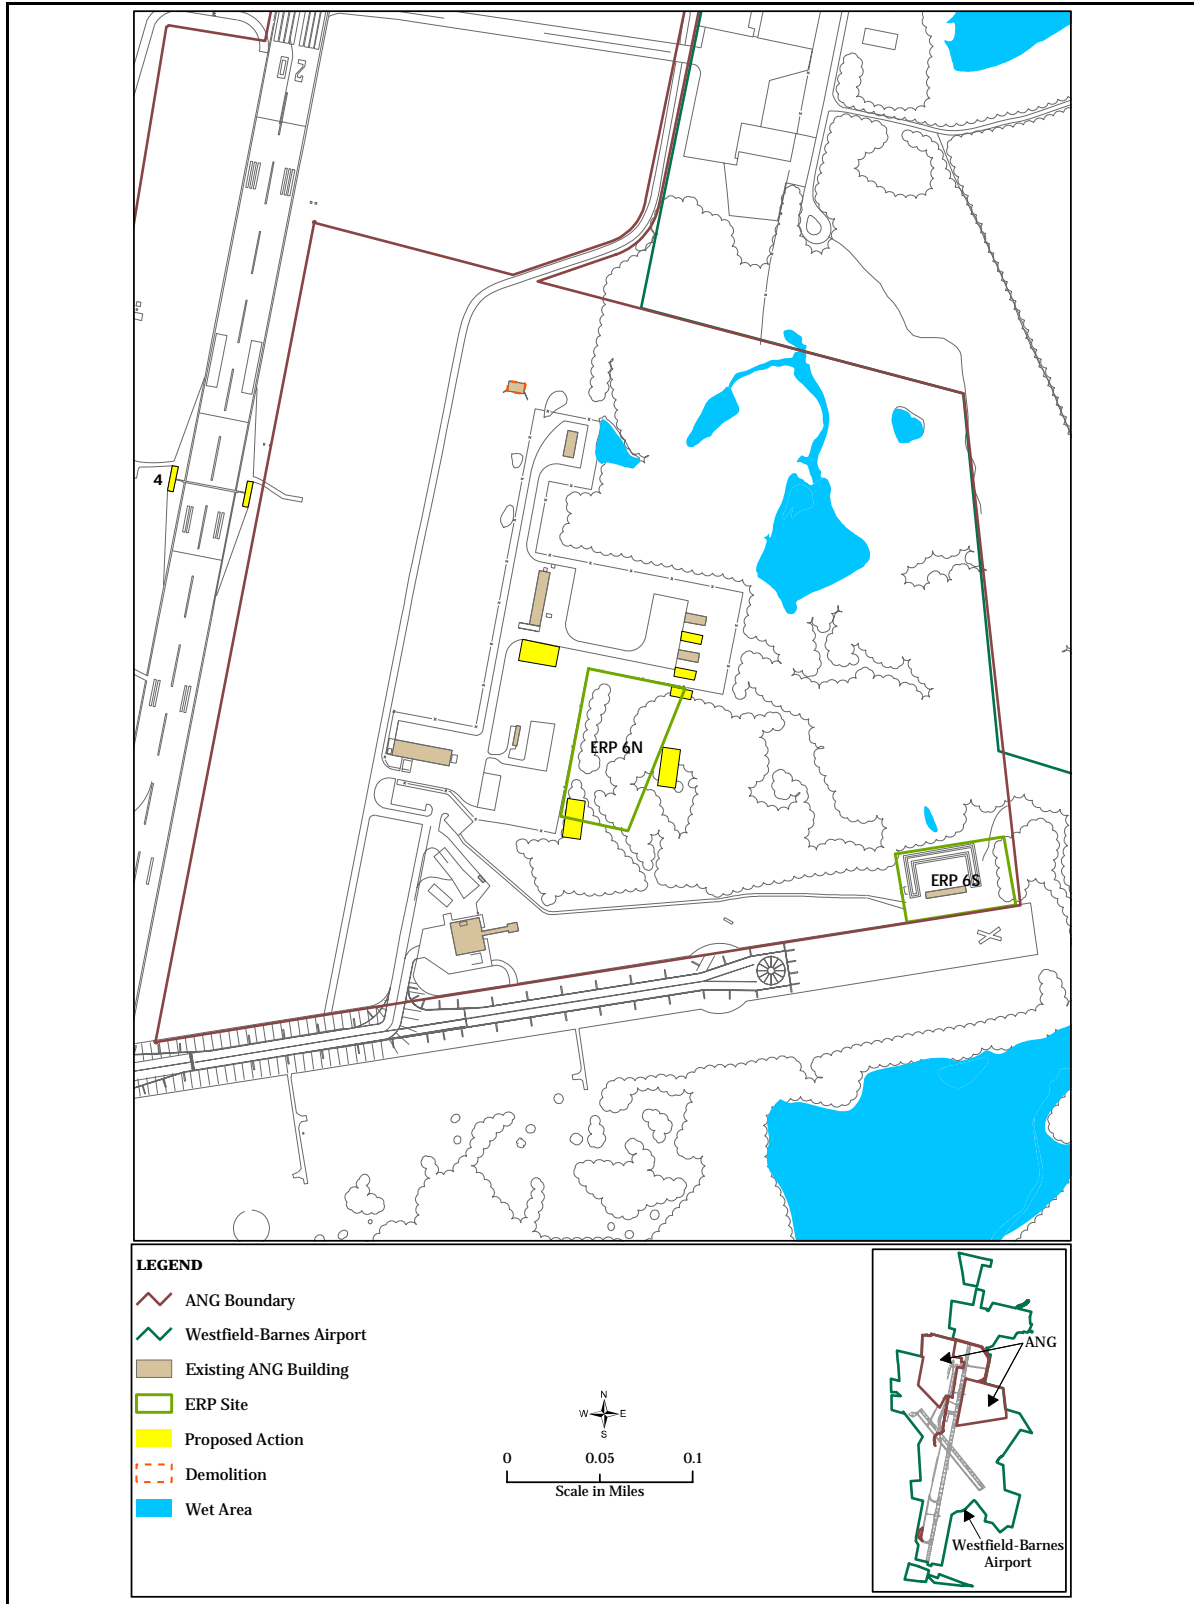 20
4
ERP 6N
ERP 6S
LEGEND
ANG Boundary
Westfield-Barnes Airport
Existing ANG Building
ERP Site
Proposed Action
Demolition
Wet Area
N
W E
S
0 0.05 0.1
Scale in Miles
ANG
Westfield-Barnes
Airport